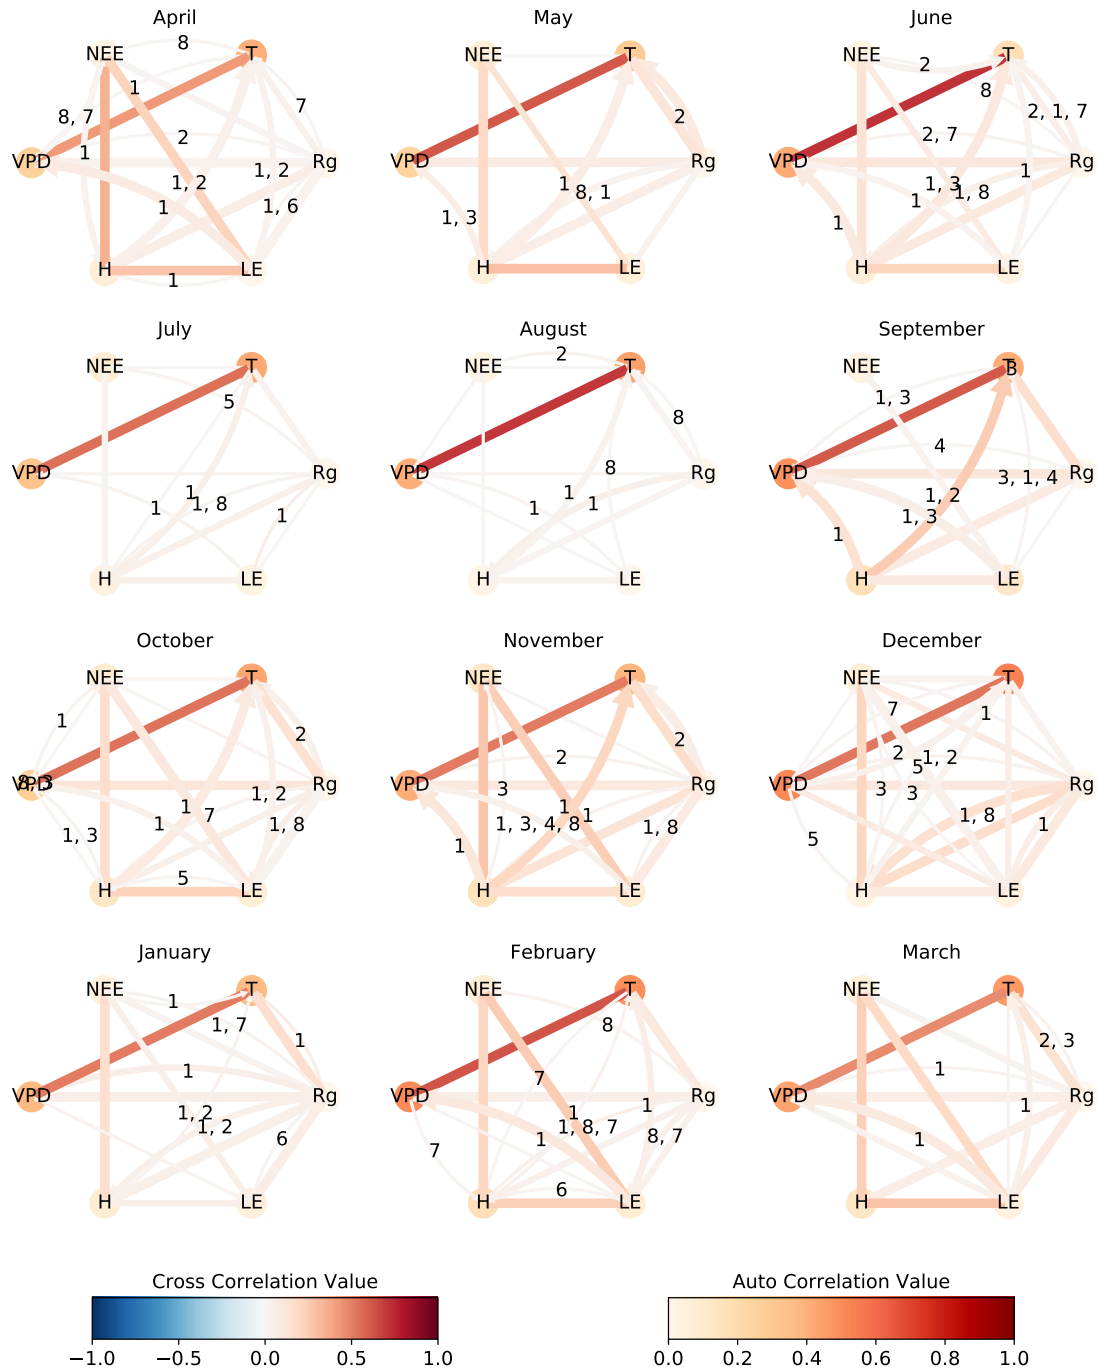 April
NEE
8
T
1
8, 7
7
2
1
VPD
Rg
1, 2
1, 2
1
1, 6
H
LE
1
May
NEE
T
2
VPD
Rg
1
8, 1
1, 3
H
LE
June
NEE
T
2
8
2, 1, 7
2, 7
VPD
Rg
1
1, 3
1, 8
1
1
H
LE
July
NEE
T
5
VPD
Rg
1
1, 8
1
1
H
LE
August
2
NEE
T
8
8
VPD
Rg
1
1
1
H
LE
September
NEE
T
3
1, 3
4
VPD
Rg
3, 1, 4
1, 2
1, 3
1
H
LE
October
NEE
T
1
2
VPD
8, 3
Rg
1, 2
1
7
1
1, 8
1, 3
5
H
LE
November
NEE
T
2
2
VPD
Rg
3
1
1
1, 3, 4, 8
1, 8
1
H
LE
December
NEE
T
7
1
2
1, 2
5
VPD
Rg
3
3
1, 8
1
5
H
LE
January
NEE
T
1
1, 7
1
1
VPD
Rg
1, 2
1, 2
6
H
LE
February
NEE
T
8
7
VPD
Rg
1
1
1, 8, 7
8, 7
1
7
6
H
LE
March
NEE
T
2, 3
1
VPD
Rg
1
1
H
LE
Cross Correlation Value
−1.0 −0.5 0.0 0.5 1.0
Auto Correlation Value
0.0 0.2 0.4 0.6 0.8 1.0